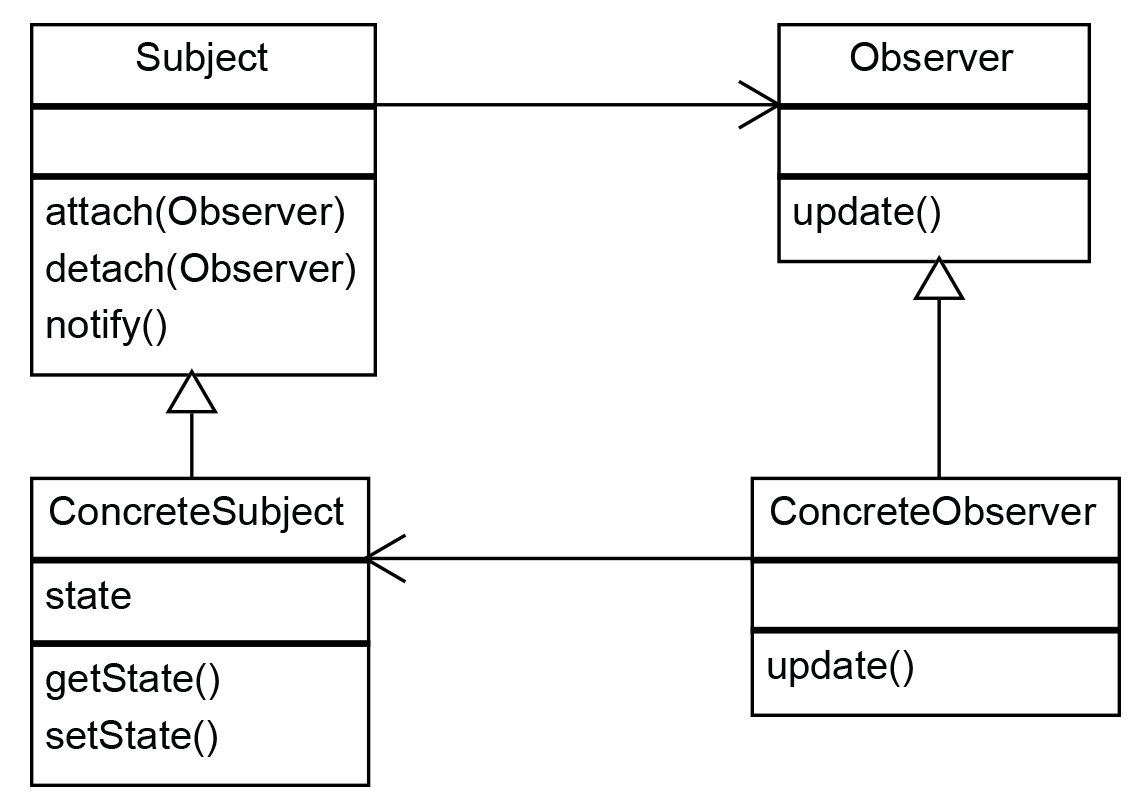 Subject
attach(Observer)
detach(Observer)
notify()
Observer
update()
ConcreteSubject
state
getState()
setState()
ConcreteObserver
update()